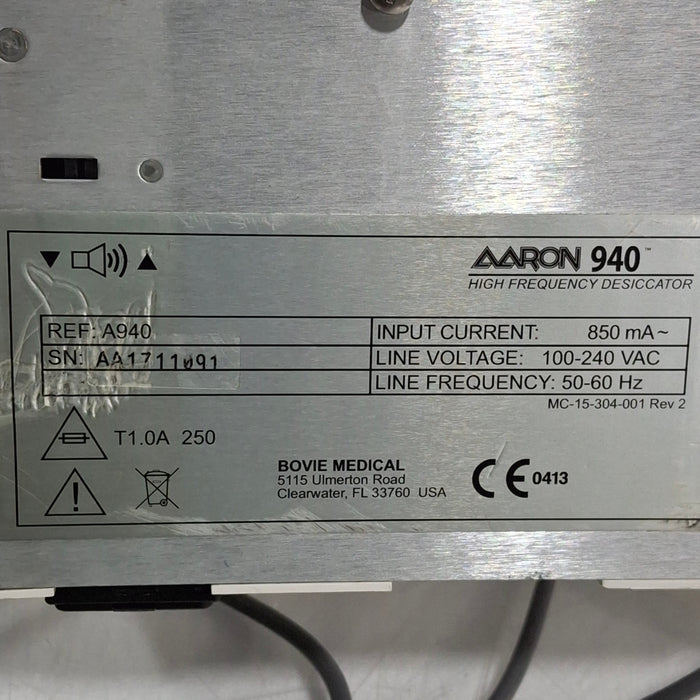 AARON 940™
HIGH FREQUENCY DESICCATOR
REF: A940
INPUT CURRENT: 850 mA~
SN: AA1711091
LINE VOLTAGE: 100-240 VAC
LINE FREQUENCY: 50-60 Hz
MC-15-304-001 Rev 2
T1.0A 250
BOVIE MEDICAL
5115 Ulmerton Road
Clearwater, FL 33760 USA
CE 0413